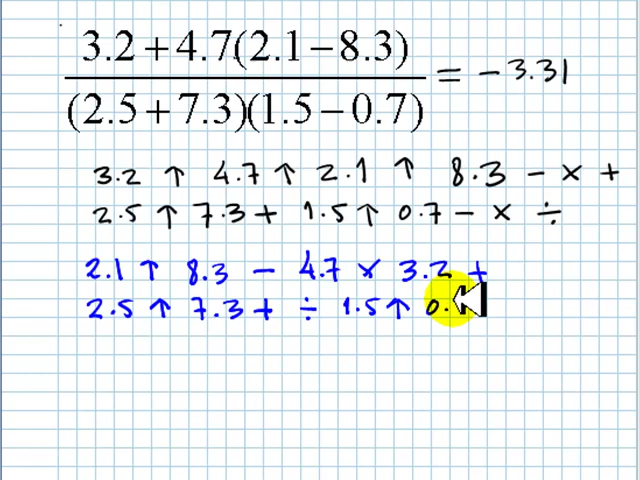 3.2+4.7(2.1−8.3)
(2.5+7.3)(1.5−0.7)
= −3.31
3.2 ↑ 4.7 ↑ 2.1 ↑ 8.3 − × +
2.5 ↑ 7.3 + 1.5 ↑ 0.7 − × ÷
2.1 ↑ 8.3 − 4.7 × 3.2 +
2.5 ↑ 7.3 + ÷ 1.5 ↑ 0.